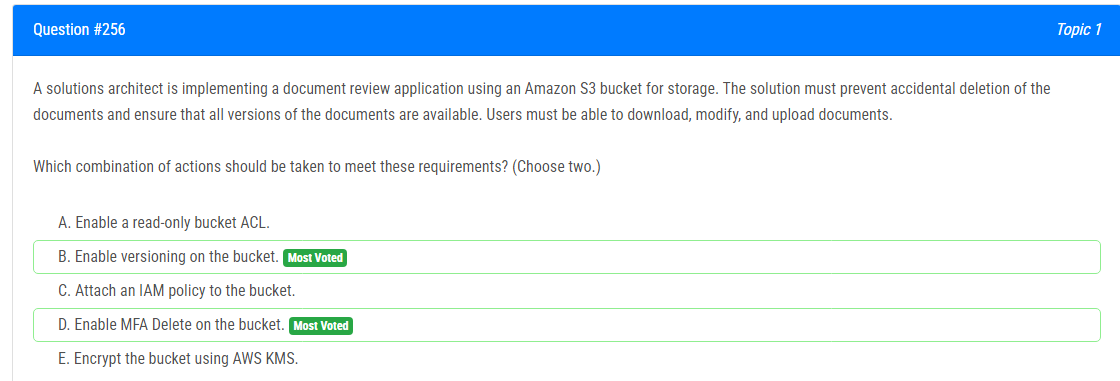 Question #256
Topic 1
A solutions architect is implementing a document review application using an Amazon S3 bucket for storage. The solution must prevent accidental deletion of the
documents and ensure that all versions of the documents are available. Users must be able to download, modify, and upload documents.
Which combination of actions should be taken to meet these requirements? (Choose two.)
A. Enable a read-only bucket ACL.
B. Enable versioning on the bucket. Most Voted
C. Attach an IAM policy to the bucket.
D. Enable MFA Delete on the bucket. Most Voted
E. Encrypt the bucket using AWS KMS.